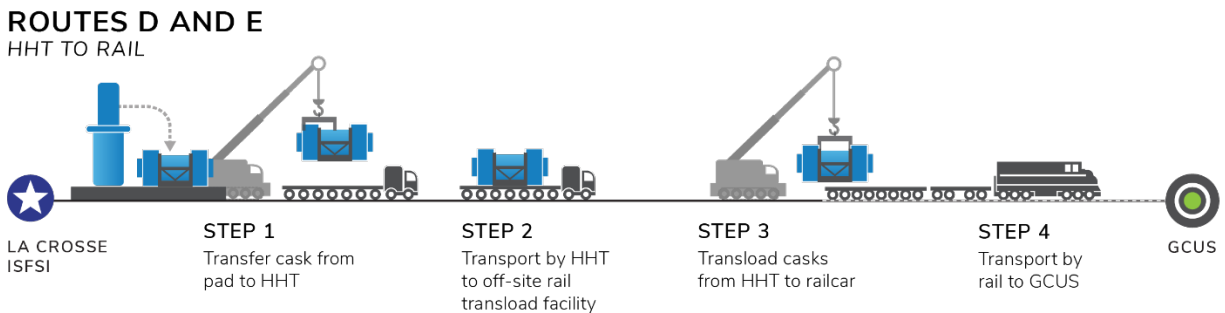 ROUTES D AND E
HHT TO RAIL
LA CROSSE
ISFSI
STEP 1
Transfer cask from
pad to HHT
STEP 2
Transport by HHT
to off-site rail
transload facility
STEP 3
Transload casks
from HHT to railcar
STEP 4
Transport by
rail to GCUS
GCUS